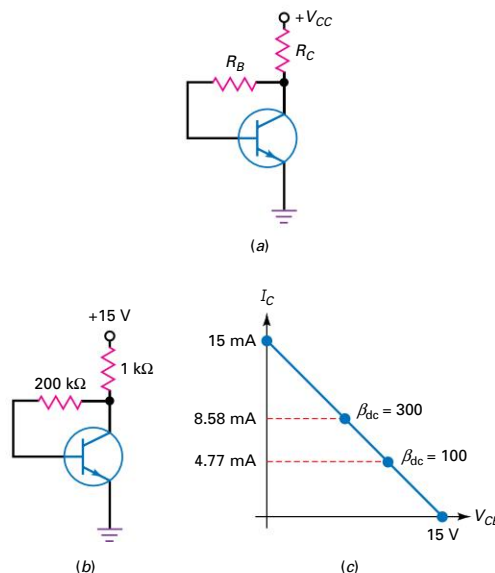 +VCC
RC
RB
(a)
+15 V
1 kΩ
200 kΩ
(b)
IC
15 mA
8.58 mA
βdc = 300
4.77 mA
βdc = 100
VCE
15 V
(c)